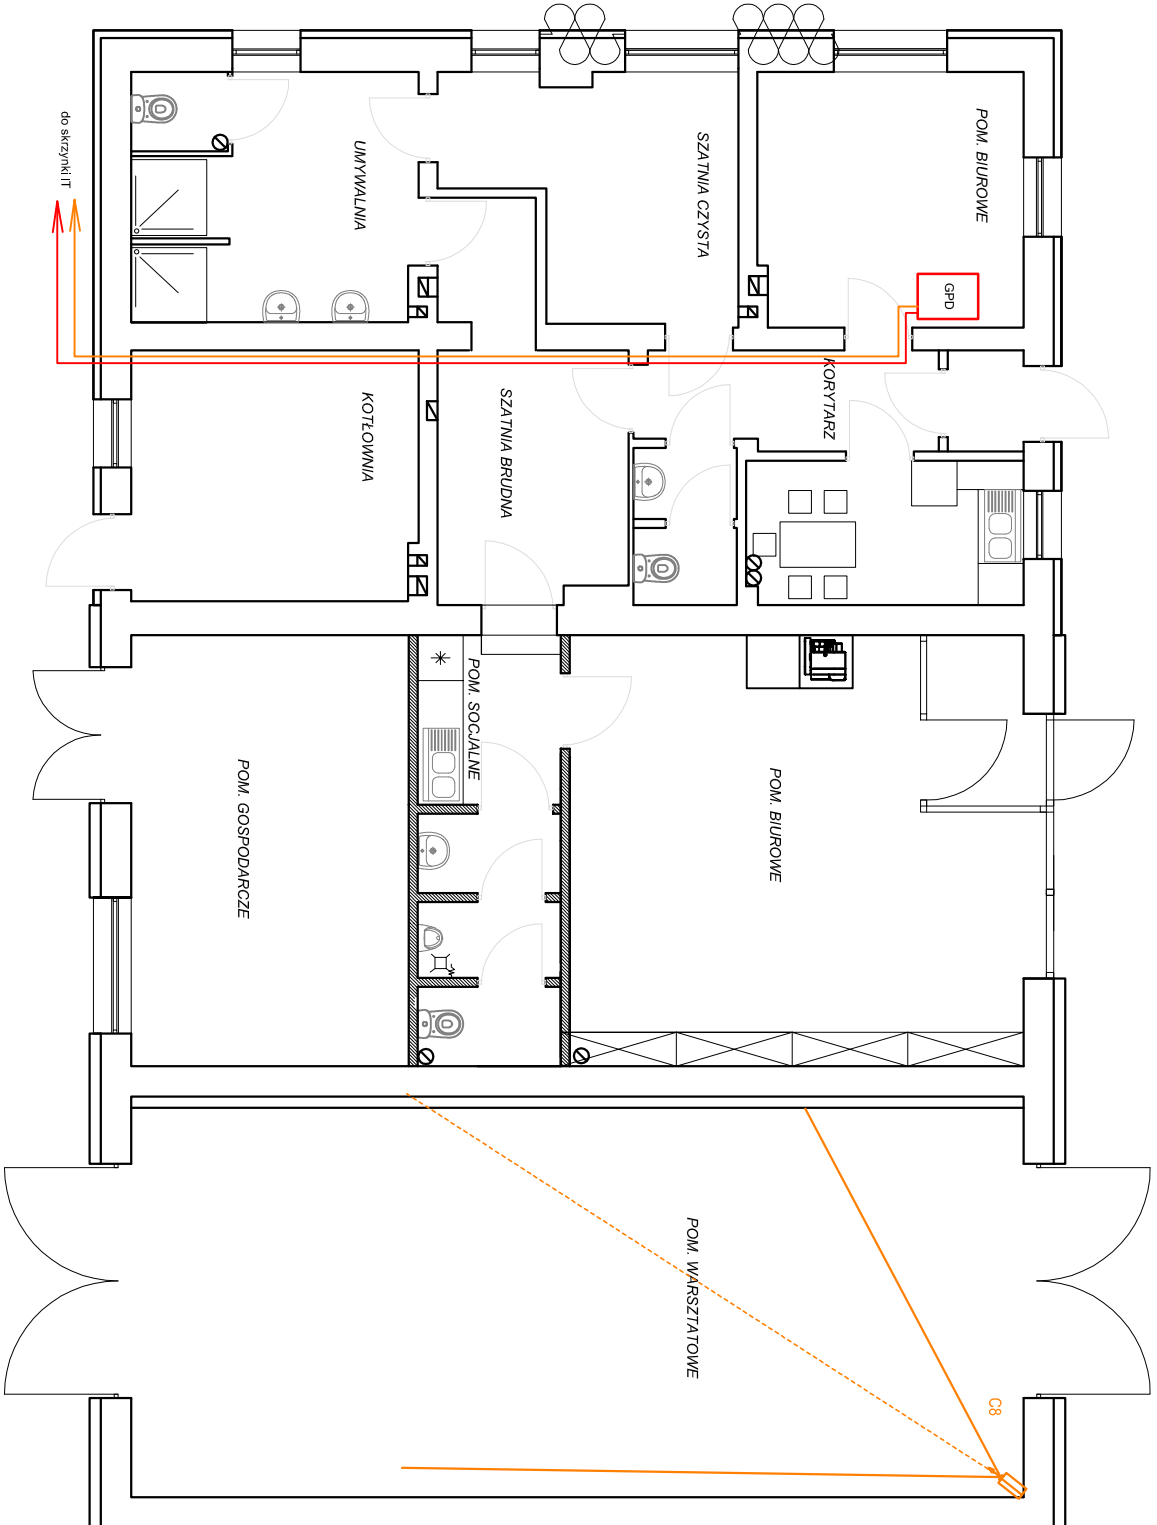 do skrzynki IT
UMYWALNIA
SZATNIA CZYSTA
POM. BIUROWE
GPD
KOTŁOWNIA
SZATNIA BRUDNA
KORYTARZ
POM. SOCJALNE
POM. GOSPODARCZE
POM. BIUROWE
POM. WARSZTATOWE
C8